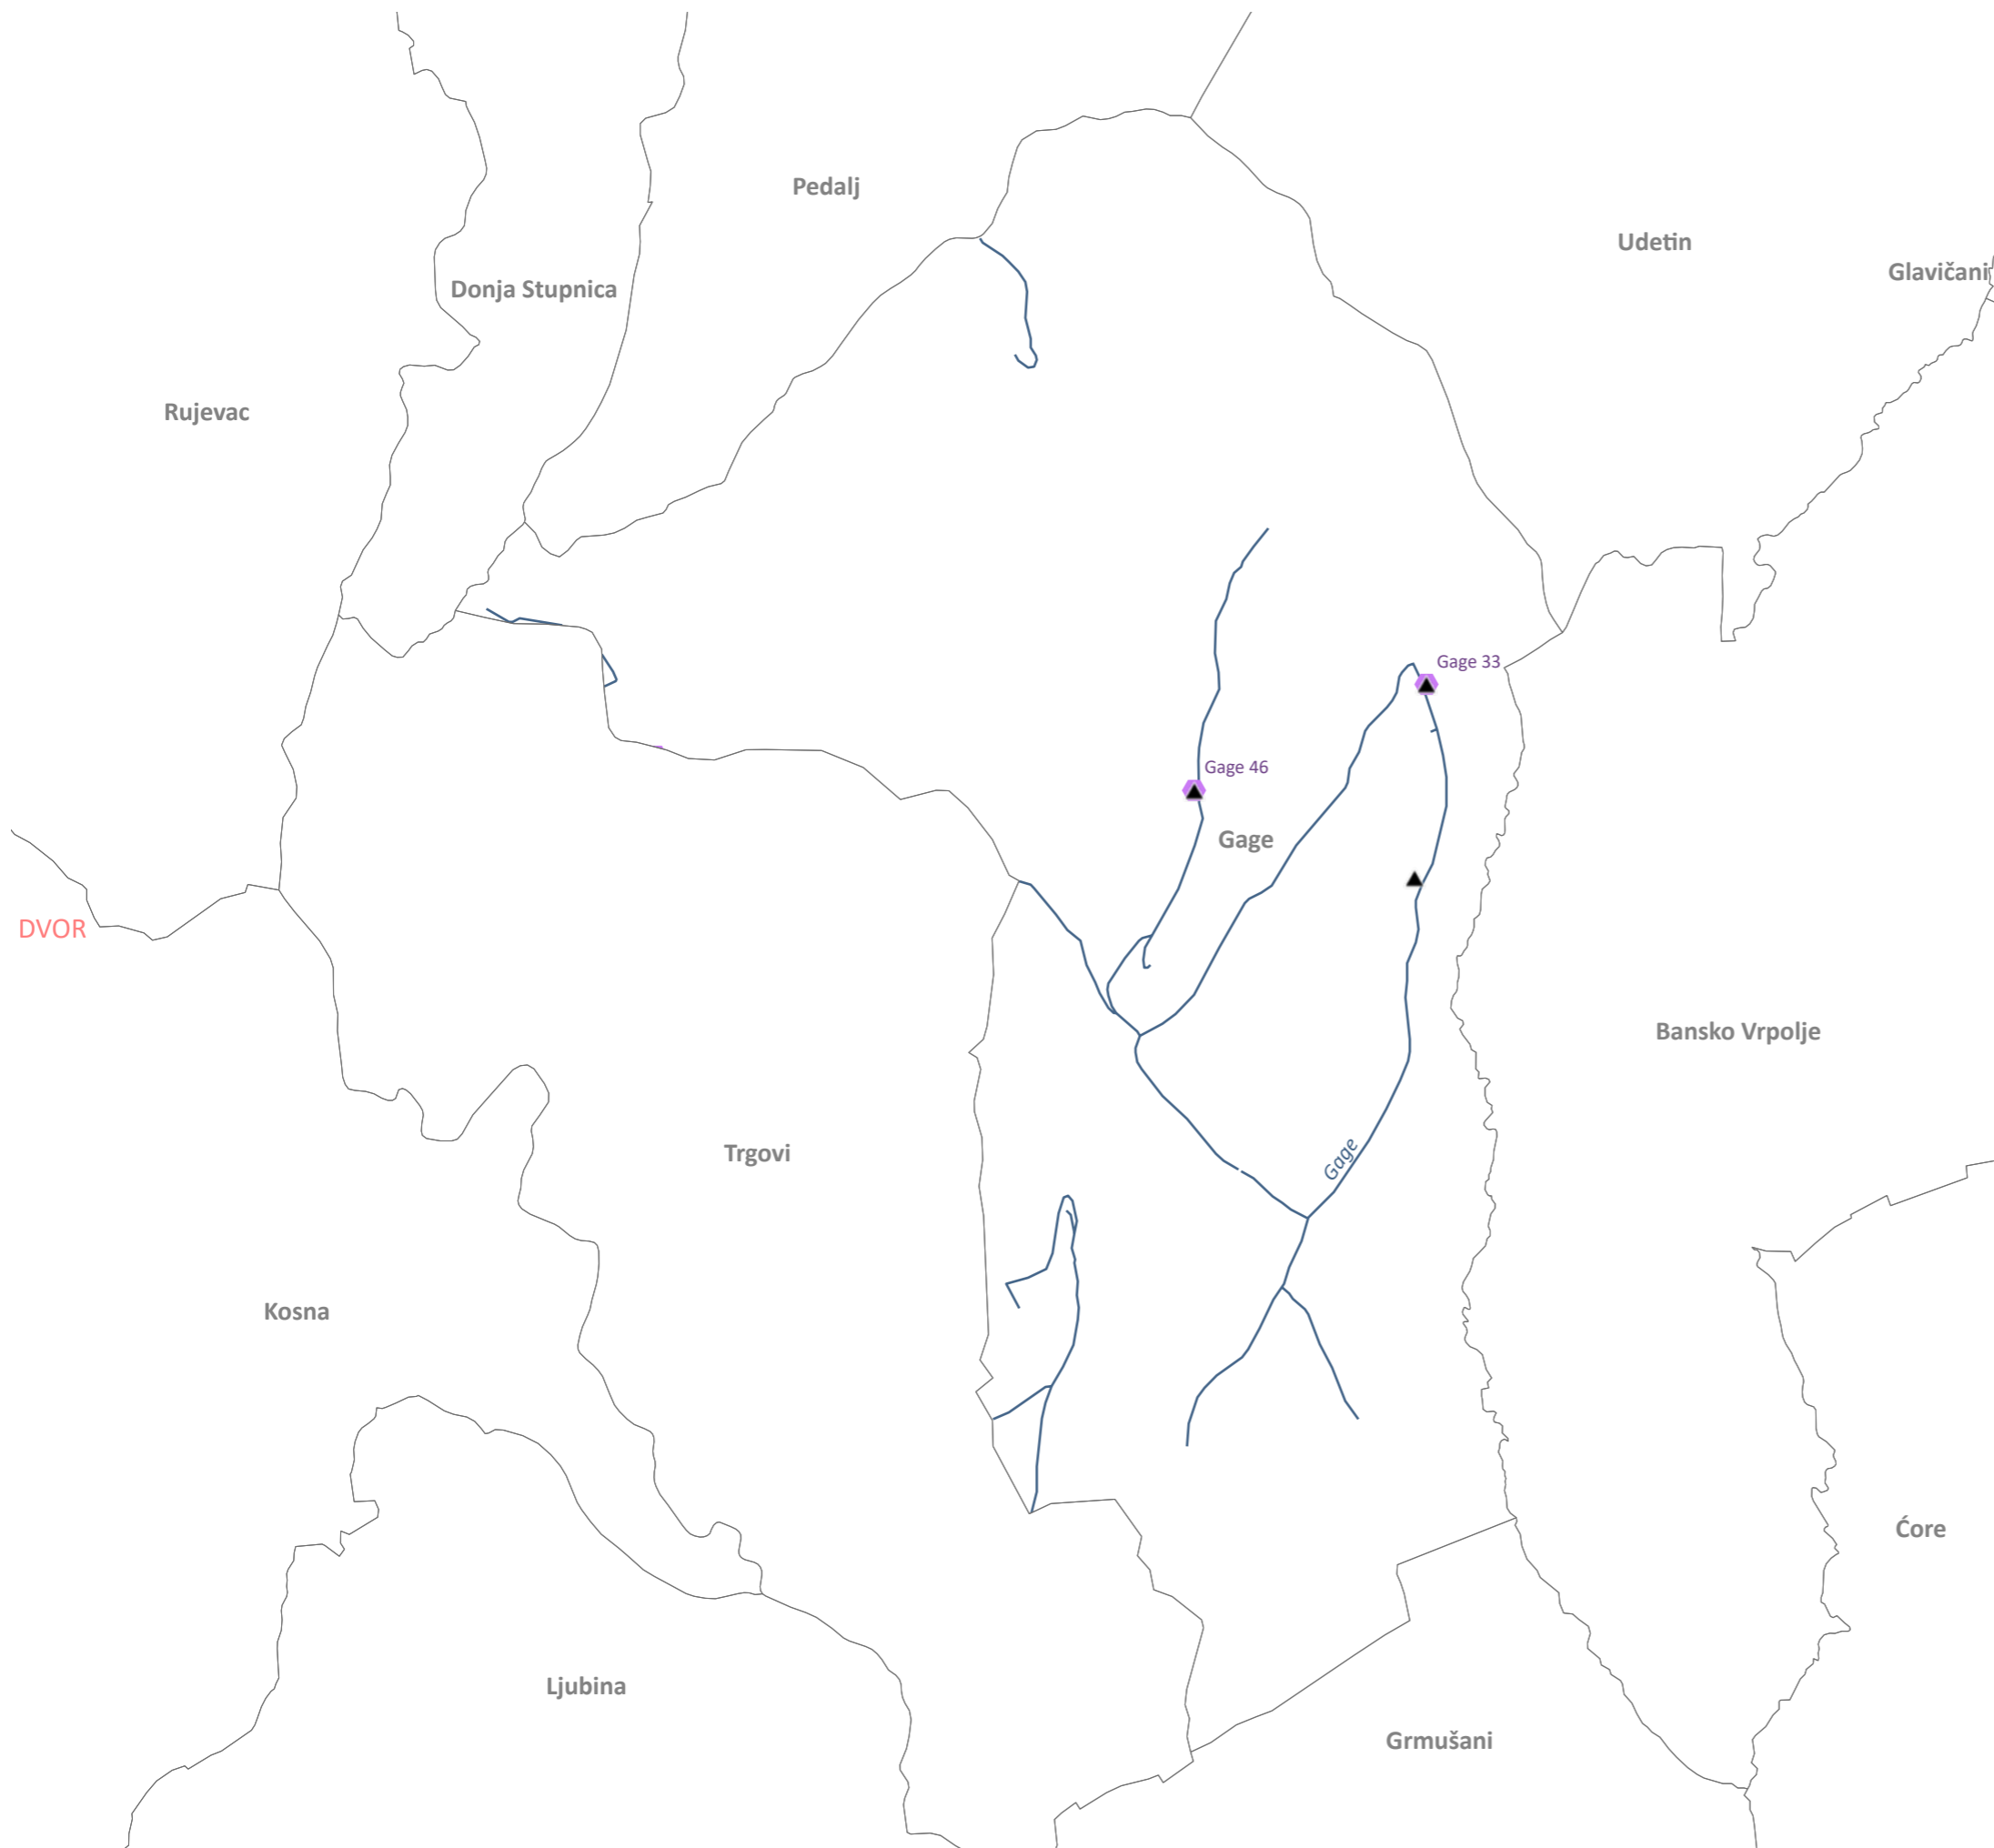 Pedalj
Udetin
Glavičani
Donja Stupnica
Rujevac
Gage 33
Gage 46
Gage
DVOR
Bansko Vrpolje
Trgovi
Gage
Kosna
Ćore
Ljubina
Grmušani